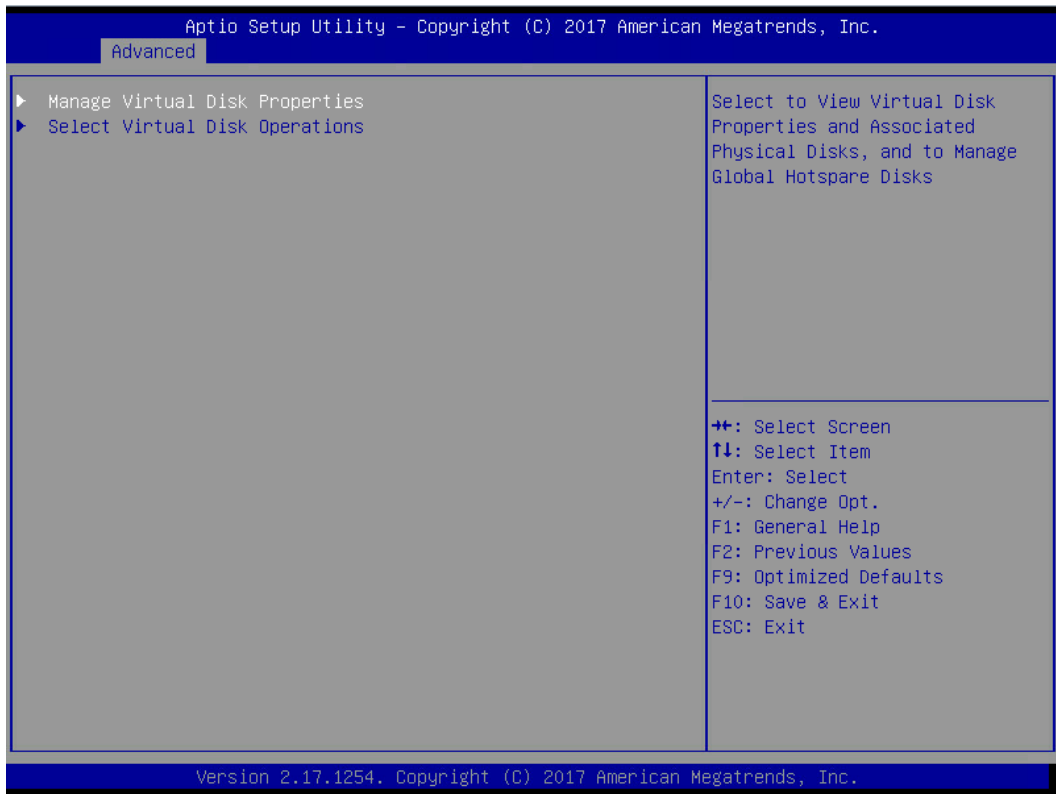 Aptio Setup Utility – Copyright (C) 2017 American Megatrends, Inc.
Advanced
▶ Manage Virtual Disk Properties
▶ Select Virtual Disk Operations
Select to View Virtual Disk
Properties and Associated
Physical Disks, and to Manage
Global Hotspare Disks
→←: Select Screen
↑↓: Select Item
Enter: Select
+/-: Change Opt.
F1: General Help
F2: Previous Values
F9: Optimized Defaults
F10: Save & Exit
ESC: Exit
Version 2.17.1254. Copyright (C) 2017 American Megatrends, Inc.